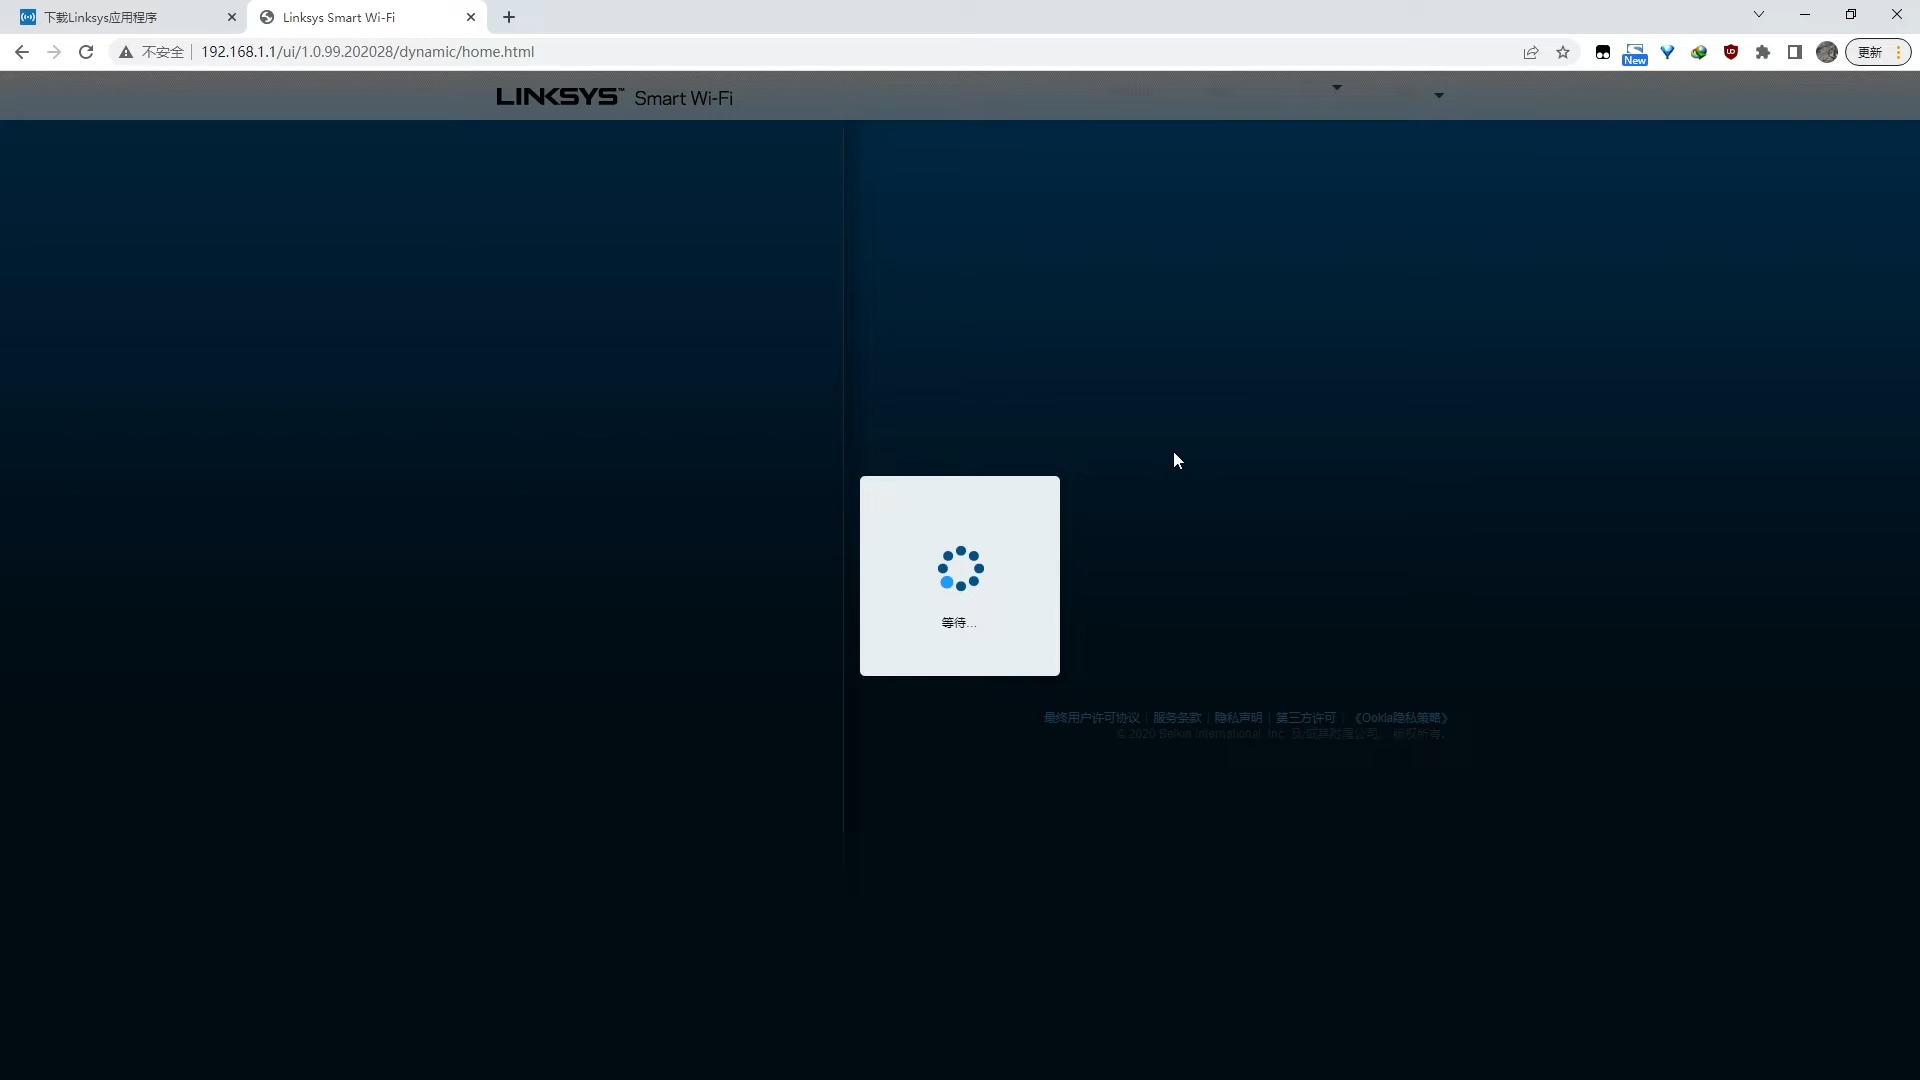 下载Linksys应用程序
Linksys Smart Wi-Fi
不安全
192.168.1.1/ui/1.0.99.202028/dynamic/home.html
New
更新
LINKSYS™ Smart Wi-Fi
等待...
最终用户许可协议 | 服务条款 | 隐私声明 | 第三方许可 | 《Ookla隐私策略》
© 2020 Belkin International, Inc. 及/或其附属公司。 版权所有。